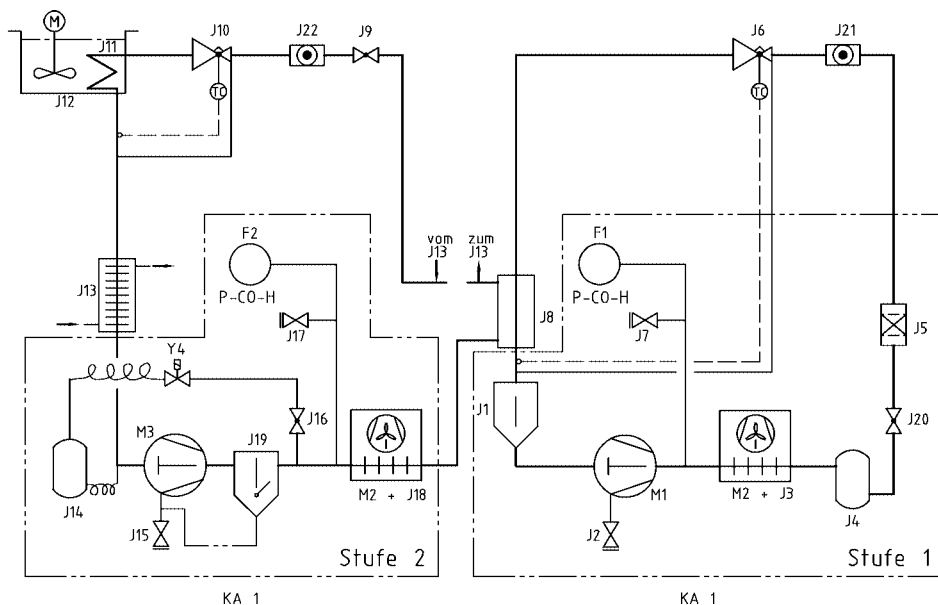 M
J11
J10
J22
J9
J6
J21
TC
TC
J12
F2
vom
J13
zum
J13
F1
J13
P-CO-H
P-CO-H
J17
J8
J7
J5
Y4
J1
J16
J20
M3
J19
J14
M2 + J18
M1
M2 + J3
J4
J15
J2
Stufe 2
Stufe 1
KA 1
KA 1